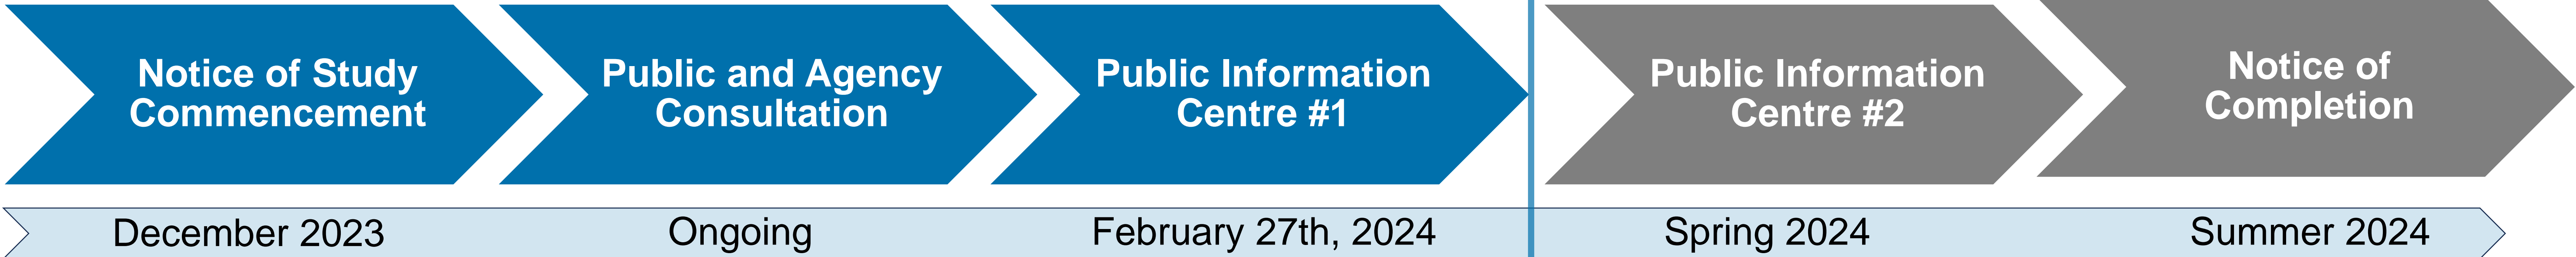 Notice of Study
Commencement
Public and Agency
Consultation
Public Information
Centre #1
Public Information
Centre #2
Notice of
Completion
December 2023
Ongoing
February 27th, 2024
Spring 2024
Summer 2024